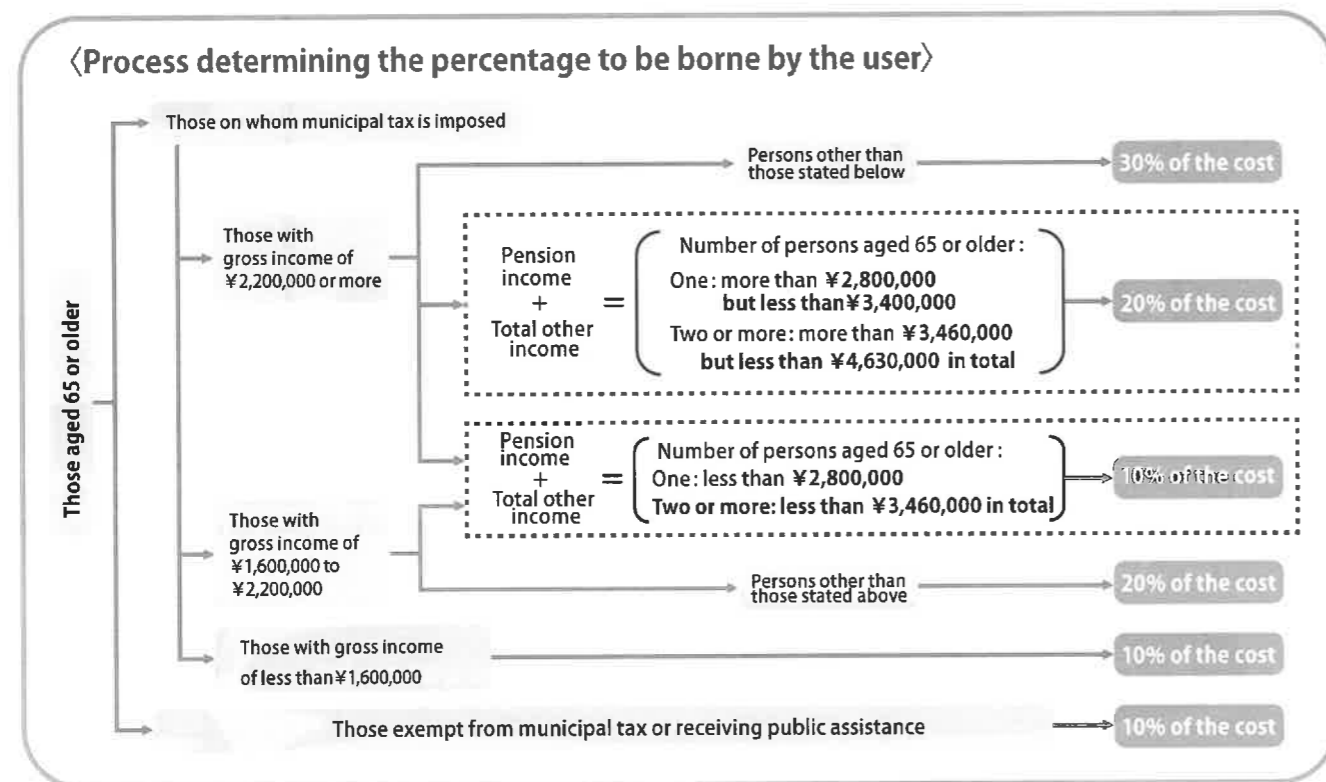 〈Process determining the percentage to be borne by the user〉
Those aged 65 or older
Those on whom municipal tax is imposed
Those with
gross income of
¥2,200,000 or more
Persons other than
those stated below
30% of the cost
Pension
income
+
Total other
income
=
Number of persons aged 65 or older :
One : more than ¥2,800,000
but less than¥3,400,000
Two or more : more than ¥3,460,000
but less than ¥4,630,000 in total
20% of the cost
Pension
income
+
Total other
income
=
Number of persons aged 65 or older :
One : less than ¥2,800,000
Two or more: less than ¥3,460,000 in total
10% of the cost
Those with
gross income of
¥1,600,000 to
¥2,200,000
Persons other than
those stated above
20% of the cost
Those with gross income
of less than¥1,600,000
10% of the cost
Those exempt from municipal tax or receiving public assistance
10% of the cost